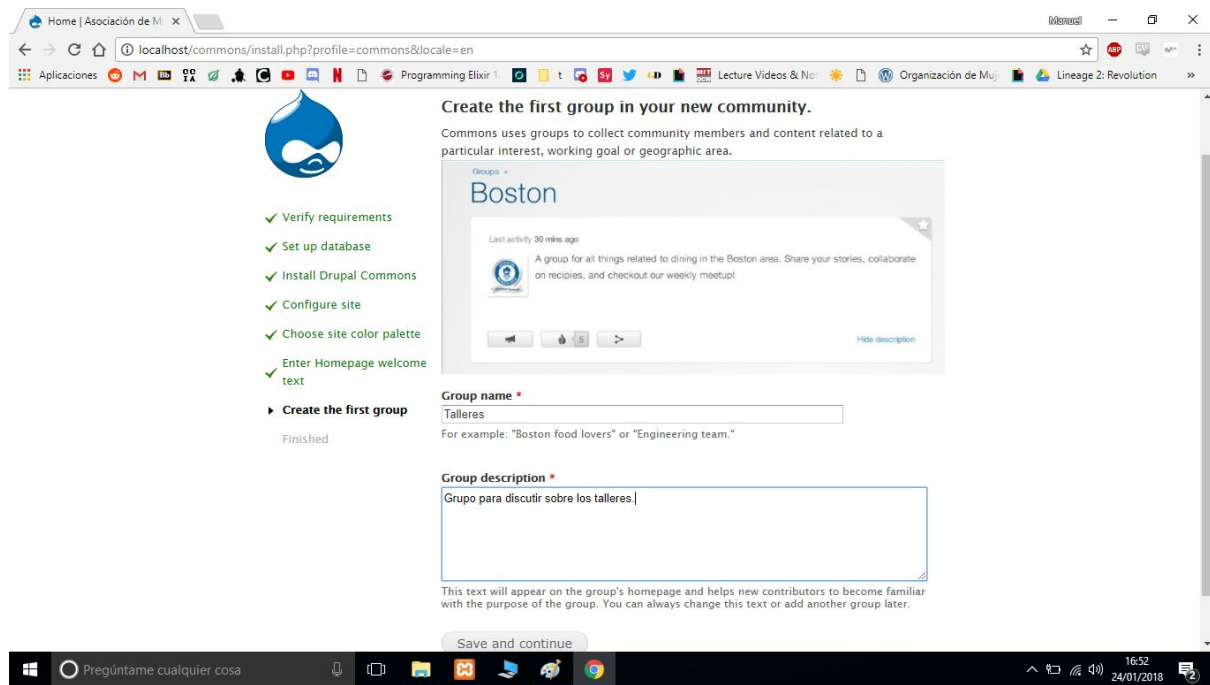 Home | Asociación de M
Manuel
localhost/commons/install.php?profile=commons&locale=en
ABP
Aplicaciones
Programming Elixir 1.
t
Sy
Lecture Videos & No
Organización de Muj
Lineage 2: Revolution
»
Create the first group in your new community.
Commons uses groups to collect community members and content related to a
particular interest, working goal or geographic area.
Groups »
Boston
Last activity 30 mins ago
A group for all things related to dining in the Boston area. Share your stories, collaborate
on recipies, and checkout our weekly meetup!
5
Hide description
Verify requirements
Set up database
Install Drupal Commons
Configure site
Choose site color palette
Enter Homepage welcome
text
Create the first group
Finished
Group name *
Talleres
For example: "Boston food lovers" or "Engineering team."
Group description *
Grupo para discutir sobre los talleres.
This text will appear on the group's homepage and helps new contributors to become familiar
with the purpose of the group. You can always change this text or add another group later.
Save and continue
Pregúntame cualquier cosa
16:52
24/01/2018
2